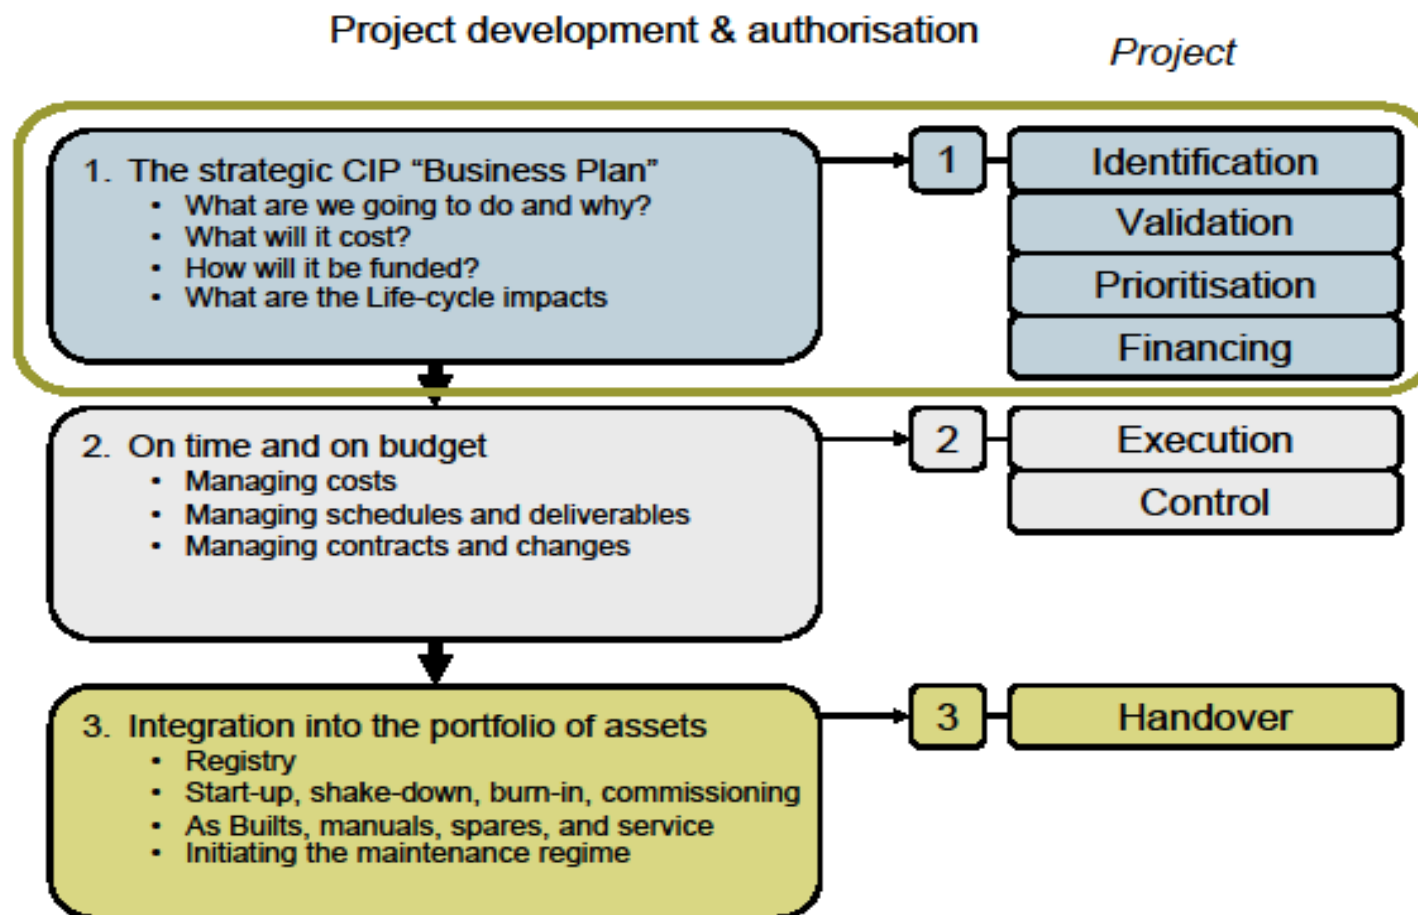 Project development & authorisation
Project
1. The strategic CIP “Business Plan”
• What are we going to do and why?
• What will it cost?
• How will it be funded?
• What are the Life-cycle impacts
1
Identification
Validation
Prioritisation
Financing
2. On time and on budget
• Managing costs
• Managing schedules and deliverables
• Managing contracts and changes
2
Execution
Control
3. Integration into the portfolio of assets
• Registry
• Start-up, shake-down, burn-in, commissioning
• As Builts, manuals, spares, and service
• Initiating the maintenance regime
3
Handover